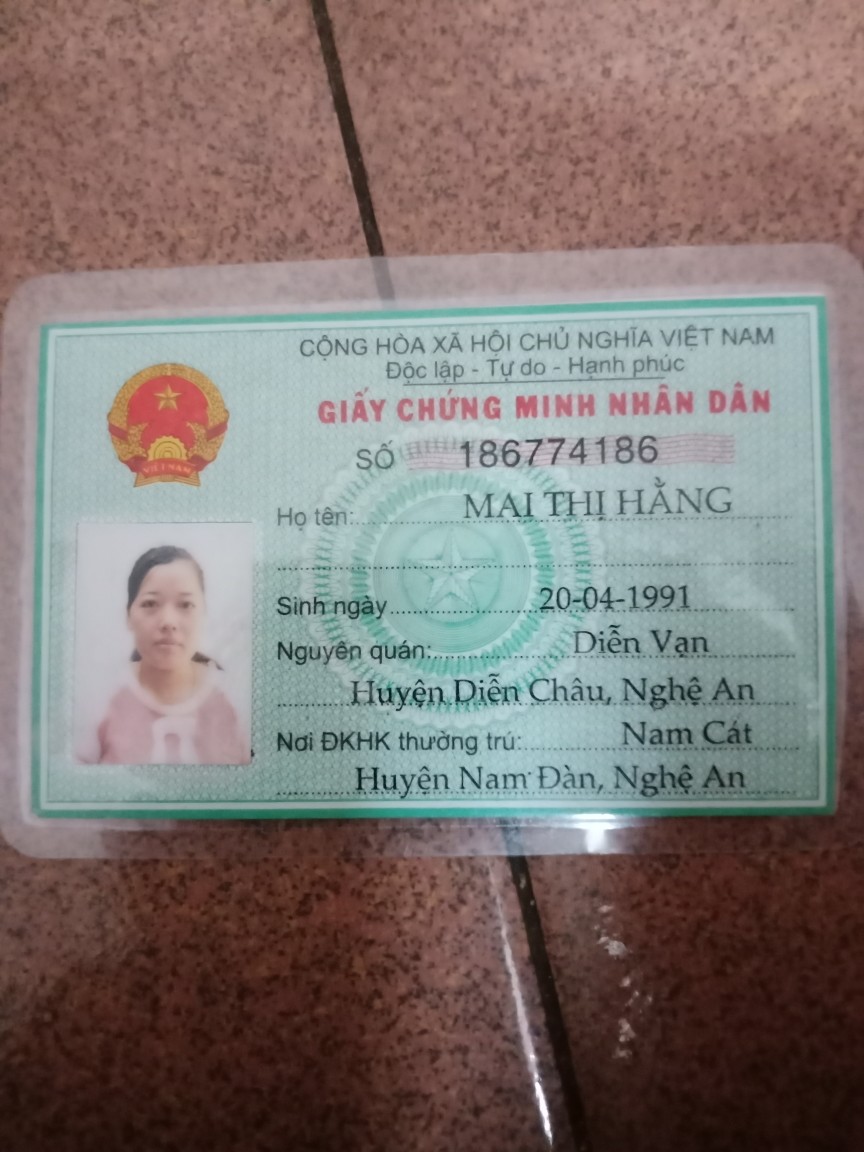 CỘNG HÒA XÃ HỘI CHỦ NGHĨA VIỆT NAM
Độc lập - Tự do - Hạnh phúc
GIẤY CHỨNG MINH NHÂN DÂN
SỐ 186774186
VIỆT NAM
Họ tên: MAI THỊ HẰNG
Sinh ngày 20-04-1991
Nguyên quán: Diễn Vạn
Huyện Diễn Châu, Nghệ An
Nơi ĐKHK thường trú: Nam Cát
Huyện Nam Đàn, Nghệ An